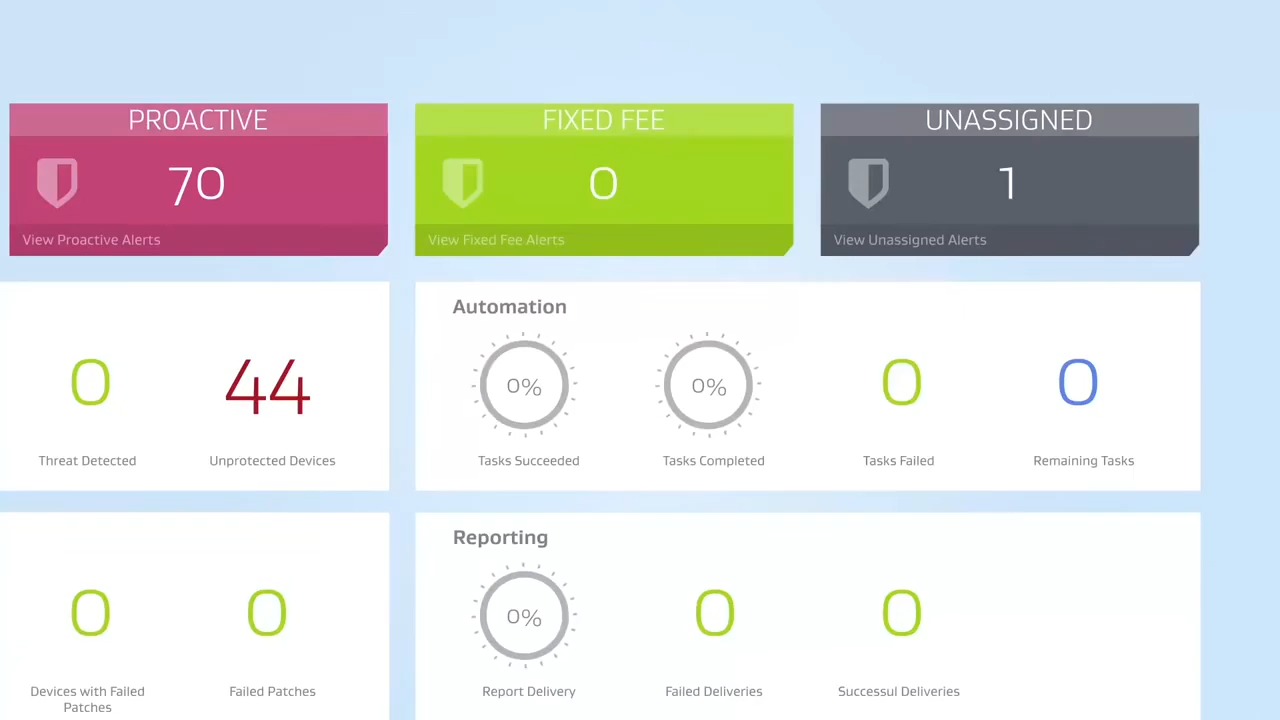 PROACTIVE
70
View Proactive Alerts
FIXED FEE
0
View Fixed Fee Alerts
UNASSIGNED
1
View Unassigned Alerts
0
Threat Detected
44
Unprotected Devices
Automation
0%
Tasks Succeeded
0%
Tasks Completed
0
Tasks Failed
0
Remaining Tasks
0
Devices with Failed
Patches
0
Failed Patches
Reporting
0%
Report Delivery
0
Failed Deliveries
0
Successul Deliveries